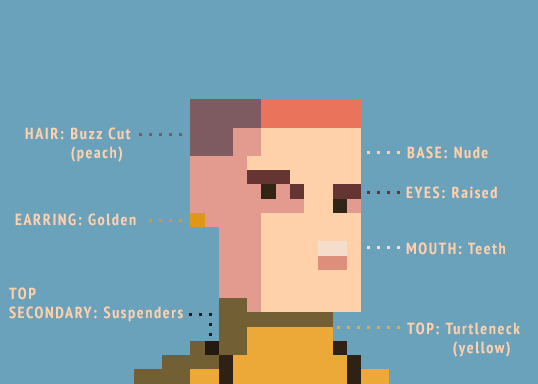 HAIR: Buzz Cut
(peach)
BASE: Nude
EYES: Raised
EARRING: Golden
MOUTH: Teeth
TOP
SECONDARY: Suspenders
TOP: Turtleneck
(yellow)